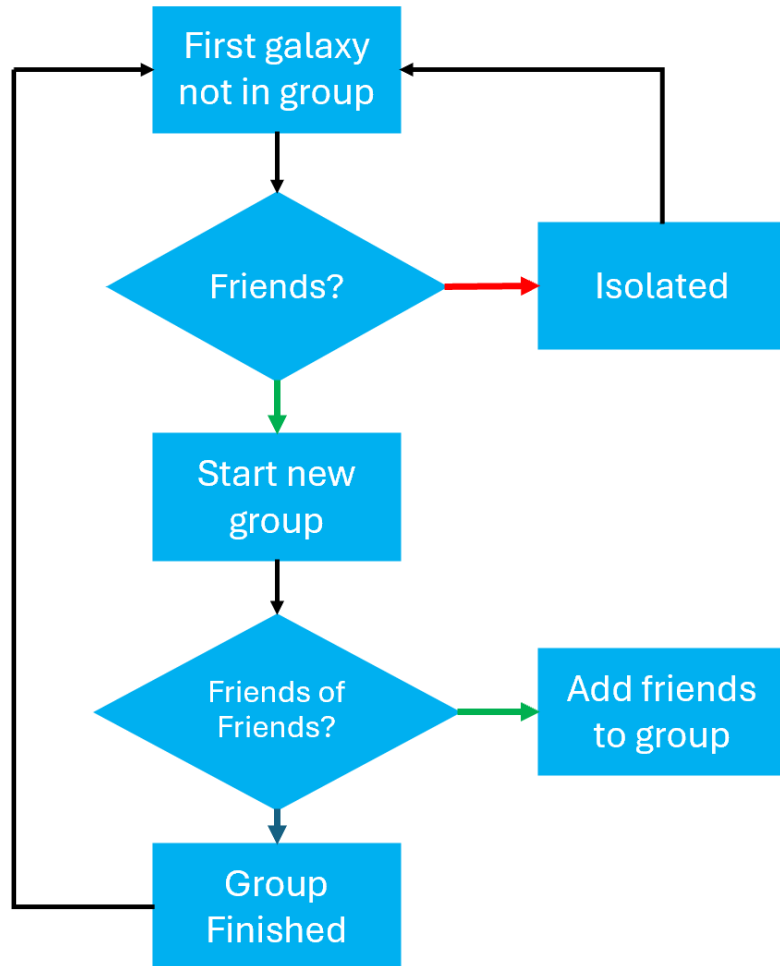 First galaxy
not in group
Friends?
Isolated
Start new
group
Friends of
Friends?
Add friends
to group
Group
Finished